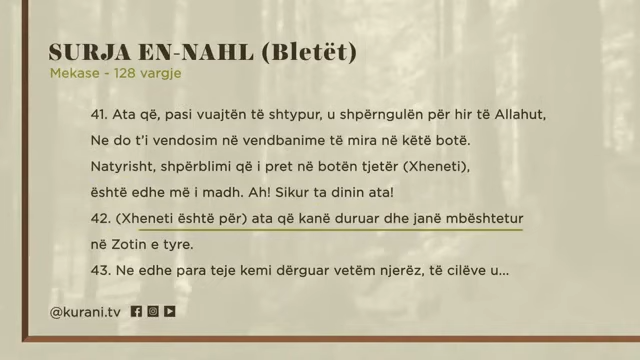 SURJA EN-NAHL (Bletët)
Mekase - 128 vargje
41. Ata që, pasi vuajtën të shtypur, u shpërngulën për hir të Allahut,
Ne do t’i vendosim në vendbanime të mira në këtë botë.
Natyrisht, shpërblimi që i pret në botën tjetër (Xheneti),
është edhe më i madh. Ah! Sikur ta dinin ata!
42. (Xheneti është për) ata që kanë duruar dhe janë mbështetur
në Zotin e tyre.
43. Ne edhe para teje kemi dërguar vetëm njerëz, të cilëve u...
@kurani.tv